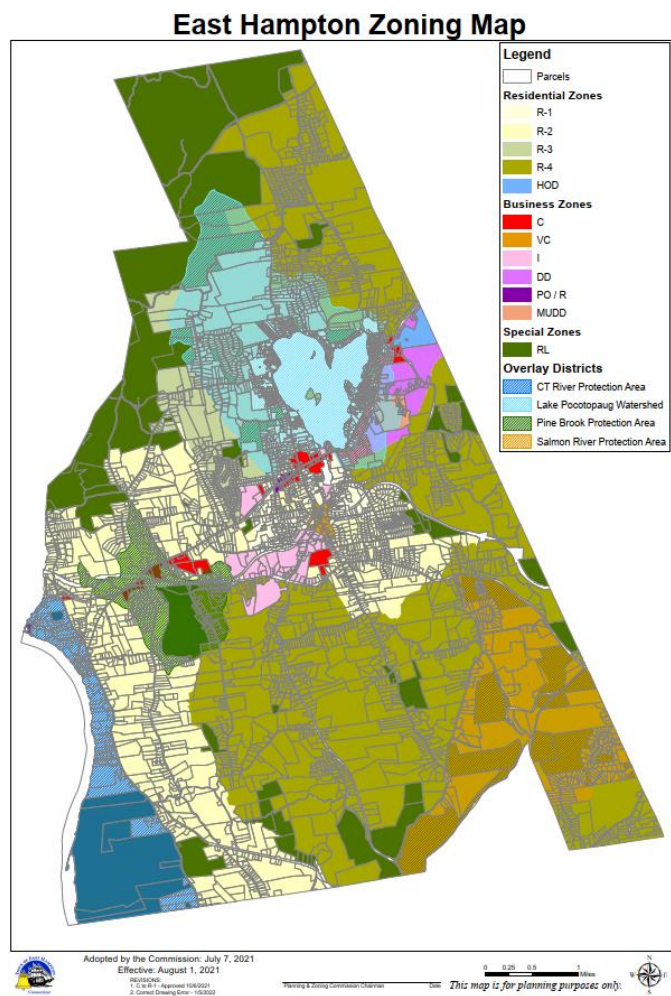 East Hampton Zoning Map
Legend
Parcels
Residential Zones
R-1
R-2
R-3
R-4
HOD
Business Zones
C
VC
I
DD
PO / R
MUDD
Special Zones
RL
Overlay Districts
CT River Protection Area
Lake Pocotopaug Watershed
Pine Brook Protection Area
Salmon River Protection Area
Adopted by the Commission: July 7, 2021
Effective: August 1, 2021
REVISIONS:
1. C to R-1 - Approved 10/6/2021
2. Correct Drawing Error - 1/5/2022
Planning & Zoning Commission Chairman
Date
0 0.25 0.5 1
Miles
This map is for planning purposes only.
N
W E
S